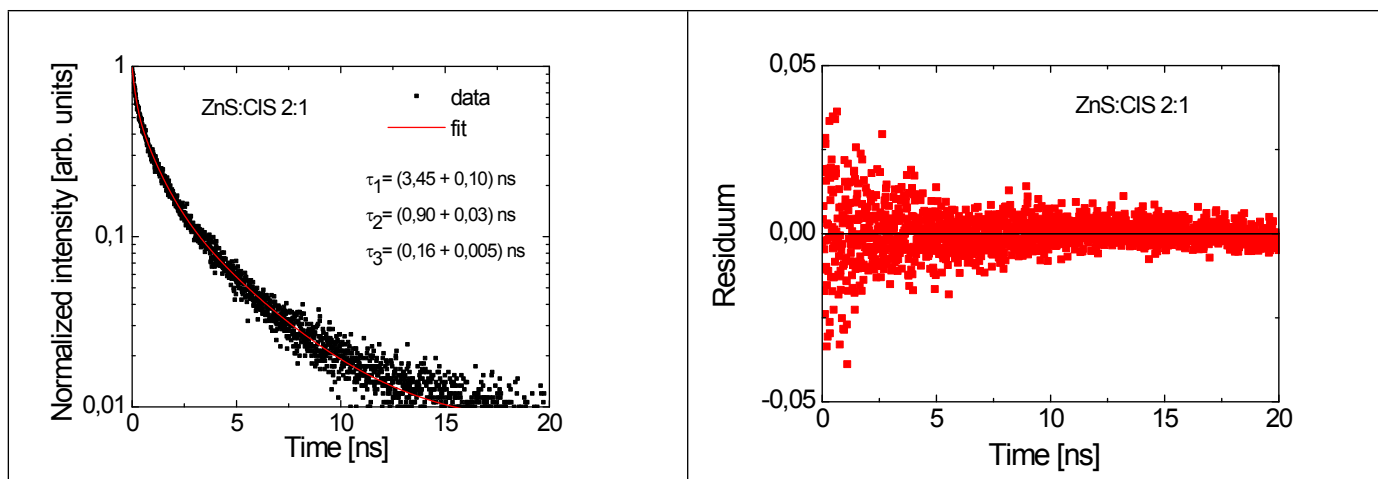 Normalized intensity [arb. units]
1
0,1
0,01
ZnS:CIS 2:1
data
fit
τ1= (3,45 + 0,10) ns
τ2= (0,90 + 0,03) ns
τ3= (0,16 + 0,005) ns
0 5 10 15 20
Time [ns]
Residuum
0,05
0,00
-0,05
ZnS:CIS 2:1
0 5 10 15 20
Time [ns]